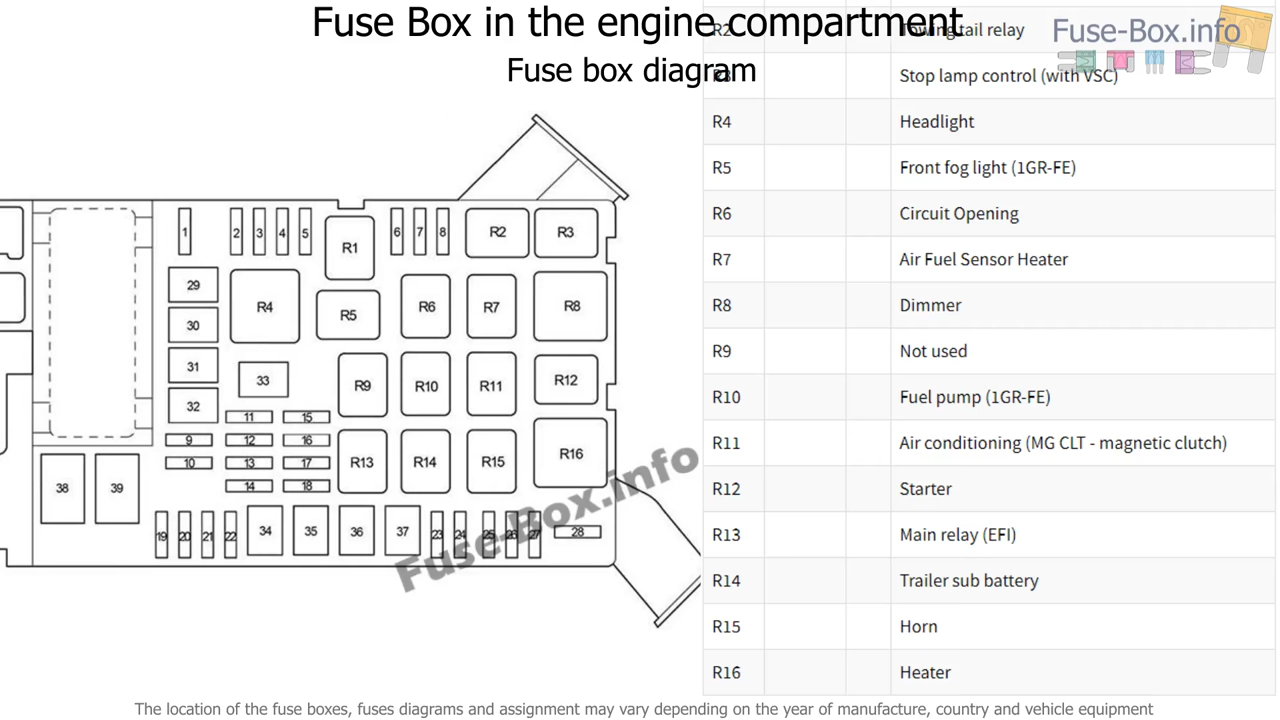 Fuse Box in the engine compartment
Fuse box diagram
Fuse-Box.info
R2 Towing tail relay
R3 Stop lamp control (with VSC)
R4 Headlight
R5 Front fog light (1GR-FE)
R6 Circuit Opening
R7 Air Fuel Sensor Heater
R8 Dimmer
R9 Not used
R10 Fuel pump (1GR-FE)
R11 Air conditioning (MG CLT - magnetic clutch)
R12 Starter
R13 Main relay (EFI)
R14 Trailer sub battery
R15 Horn
R16 Heater
1 2 3 4 5 R1 6 7 8 R2 R3
29 R4 R5 R6 R7 R8
30
31 33 R9 R10 R11 R12
32
11 15
9 12 16
10 13 17 R13 R14 R15 R16
14 18
38 39
19 20 21 22 34 35 36 37 23 24 25 26 27 28
Fuse-Box.info
The location of the fuse boxes, fuses diagrams and assignment may vary depending on the year of manufacture, country and vehicle equipment